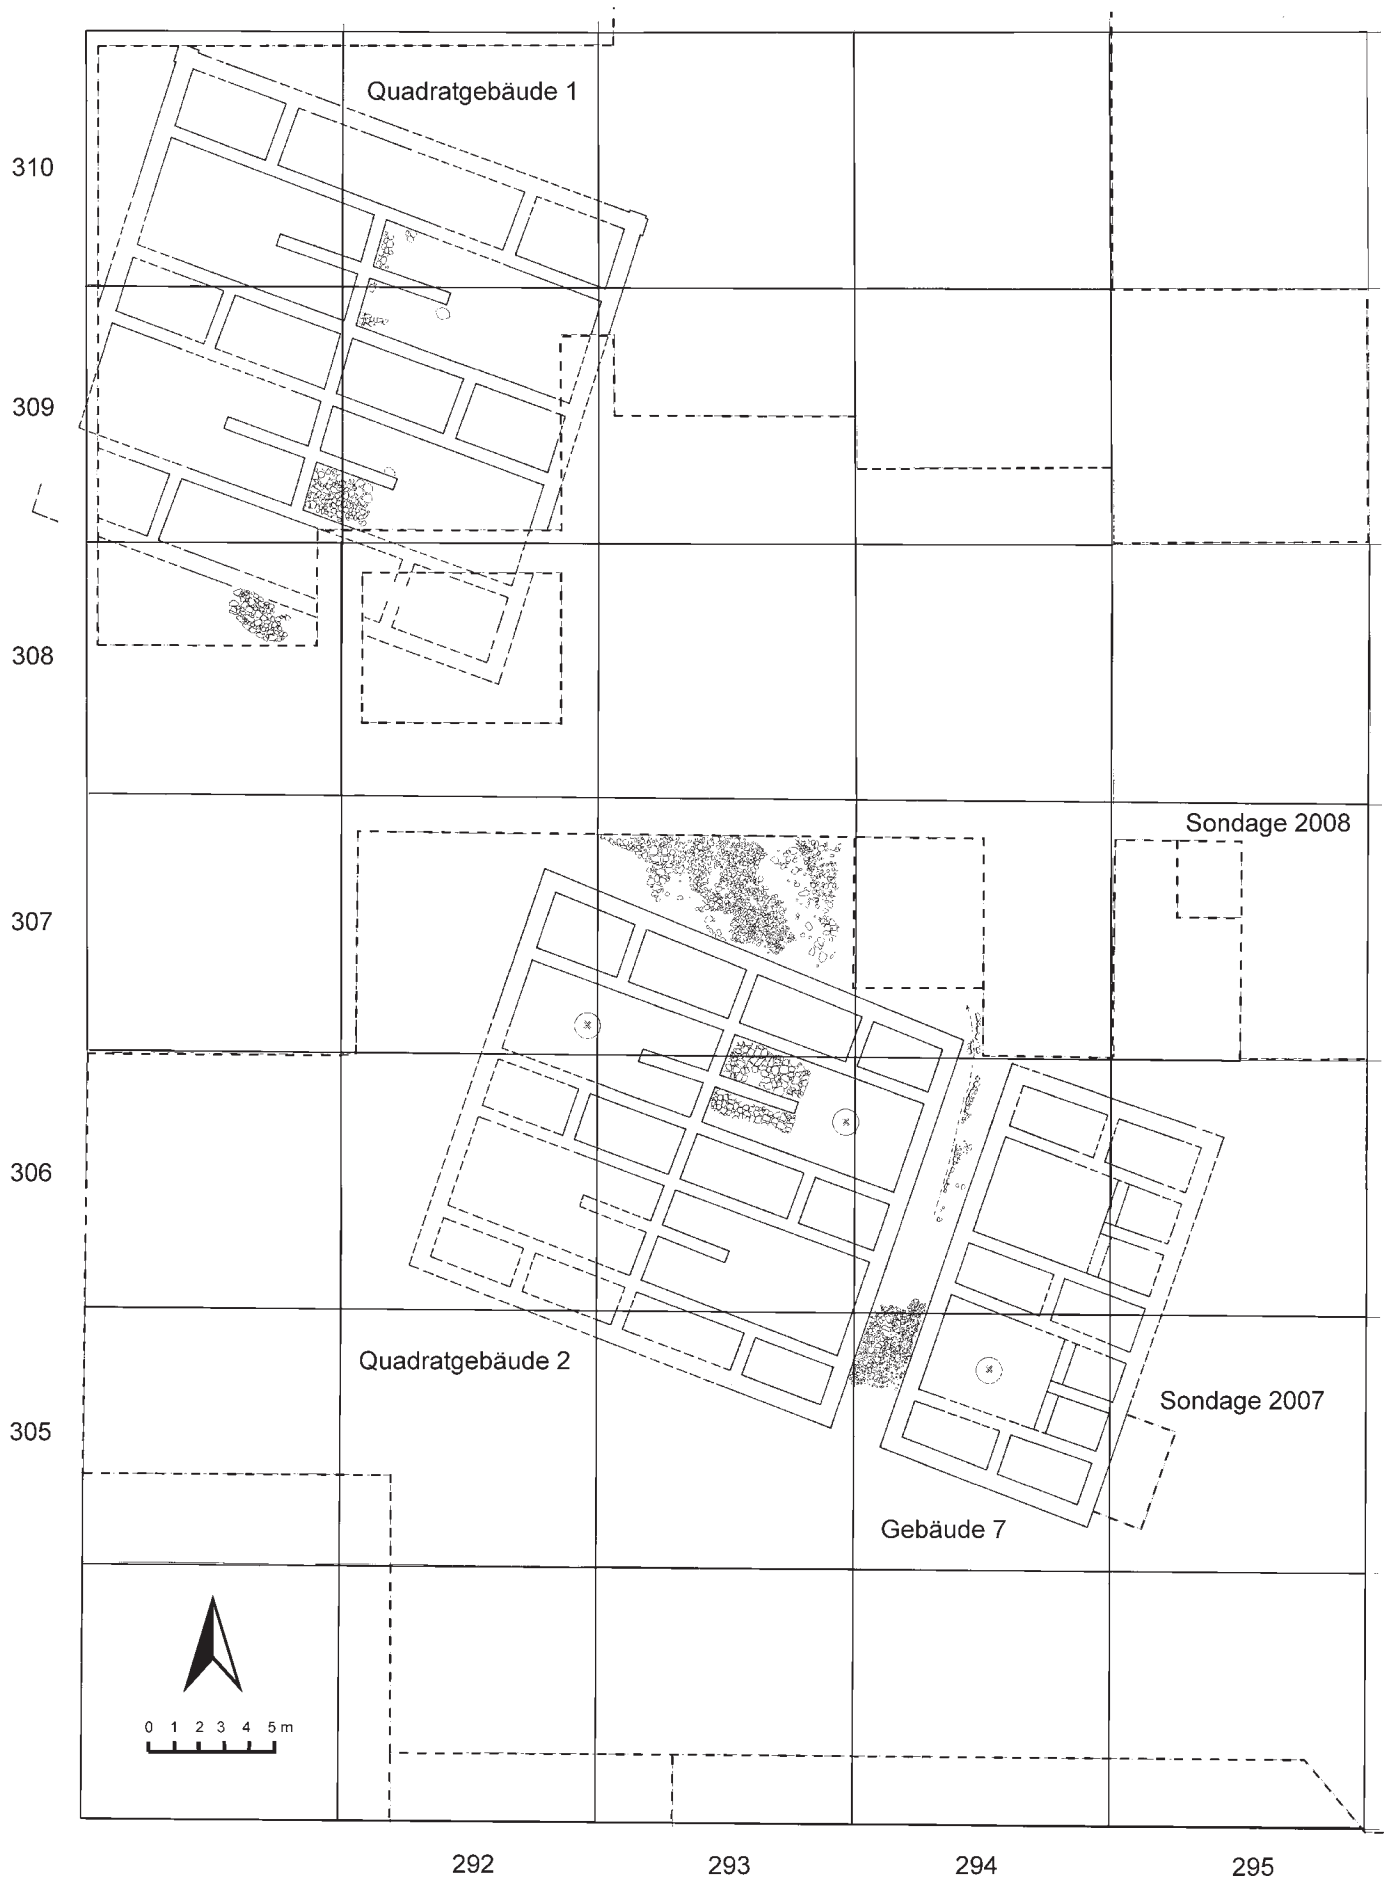 Quadratgebäude 1
310
309
308
Sondage 2008
307
306
Quadratgebäude 2
Sondage 2007
305
Gebäude 7
0 1 2 3 4 5 m
292 293 294 295